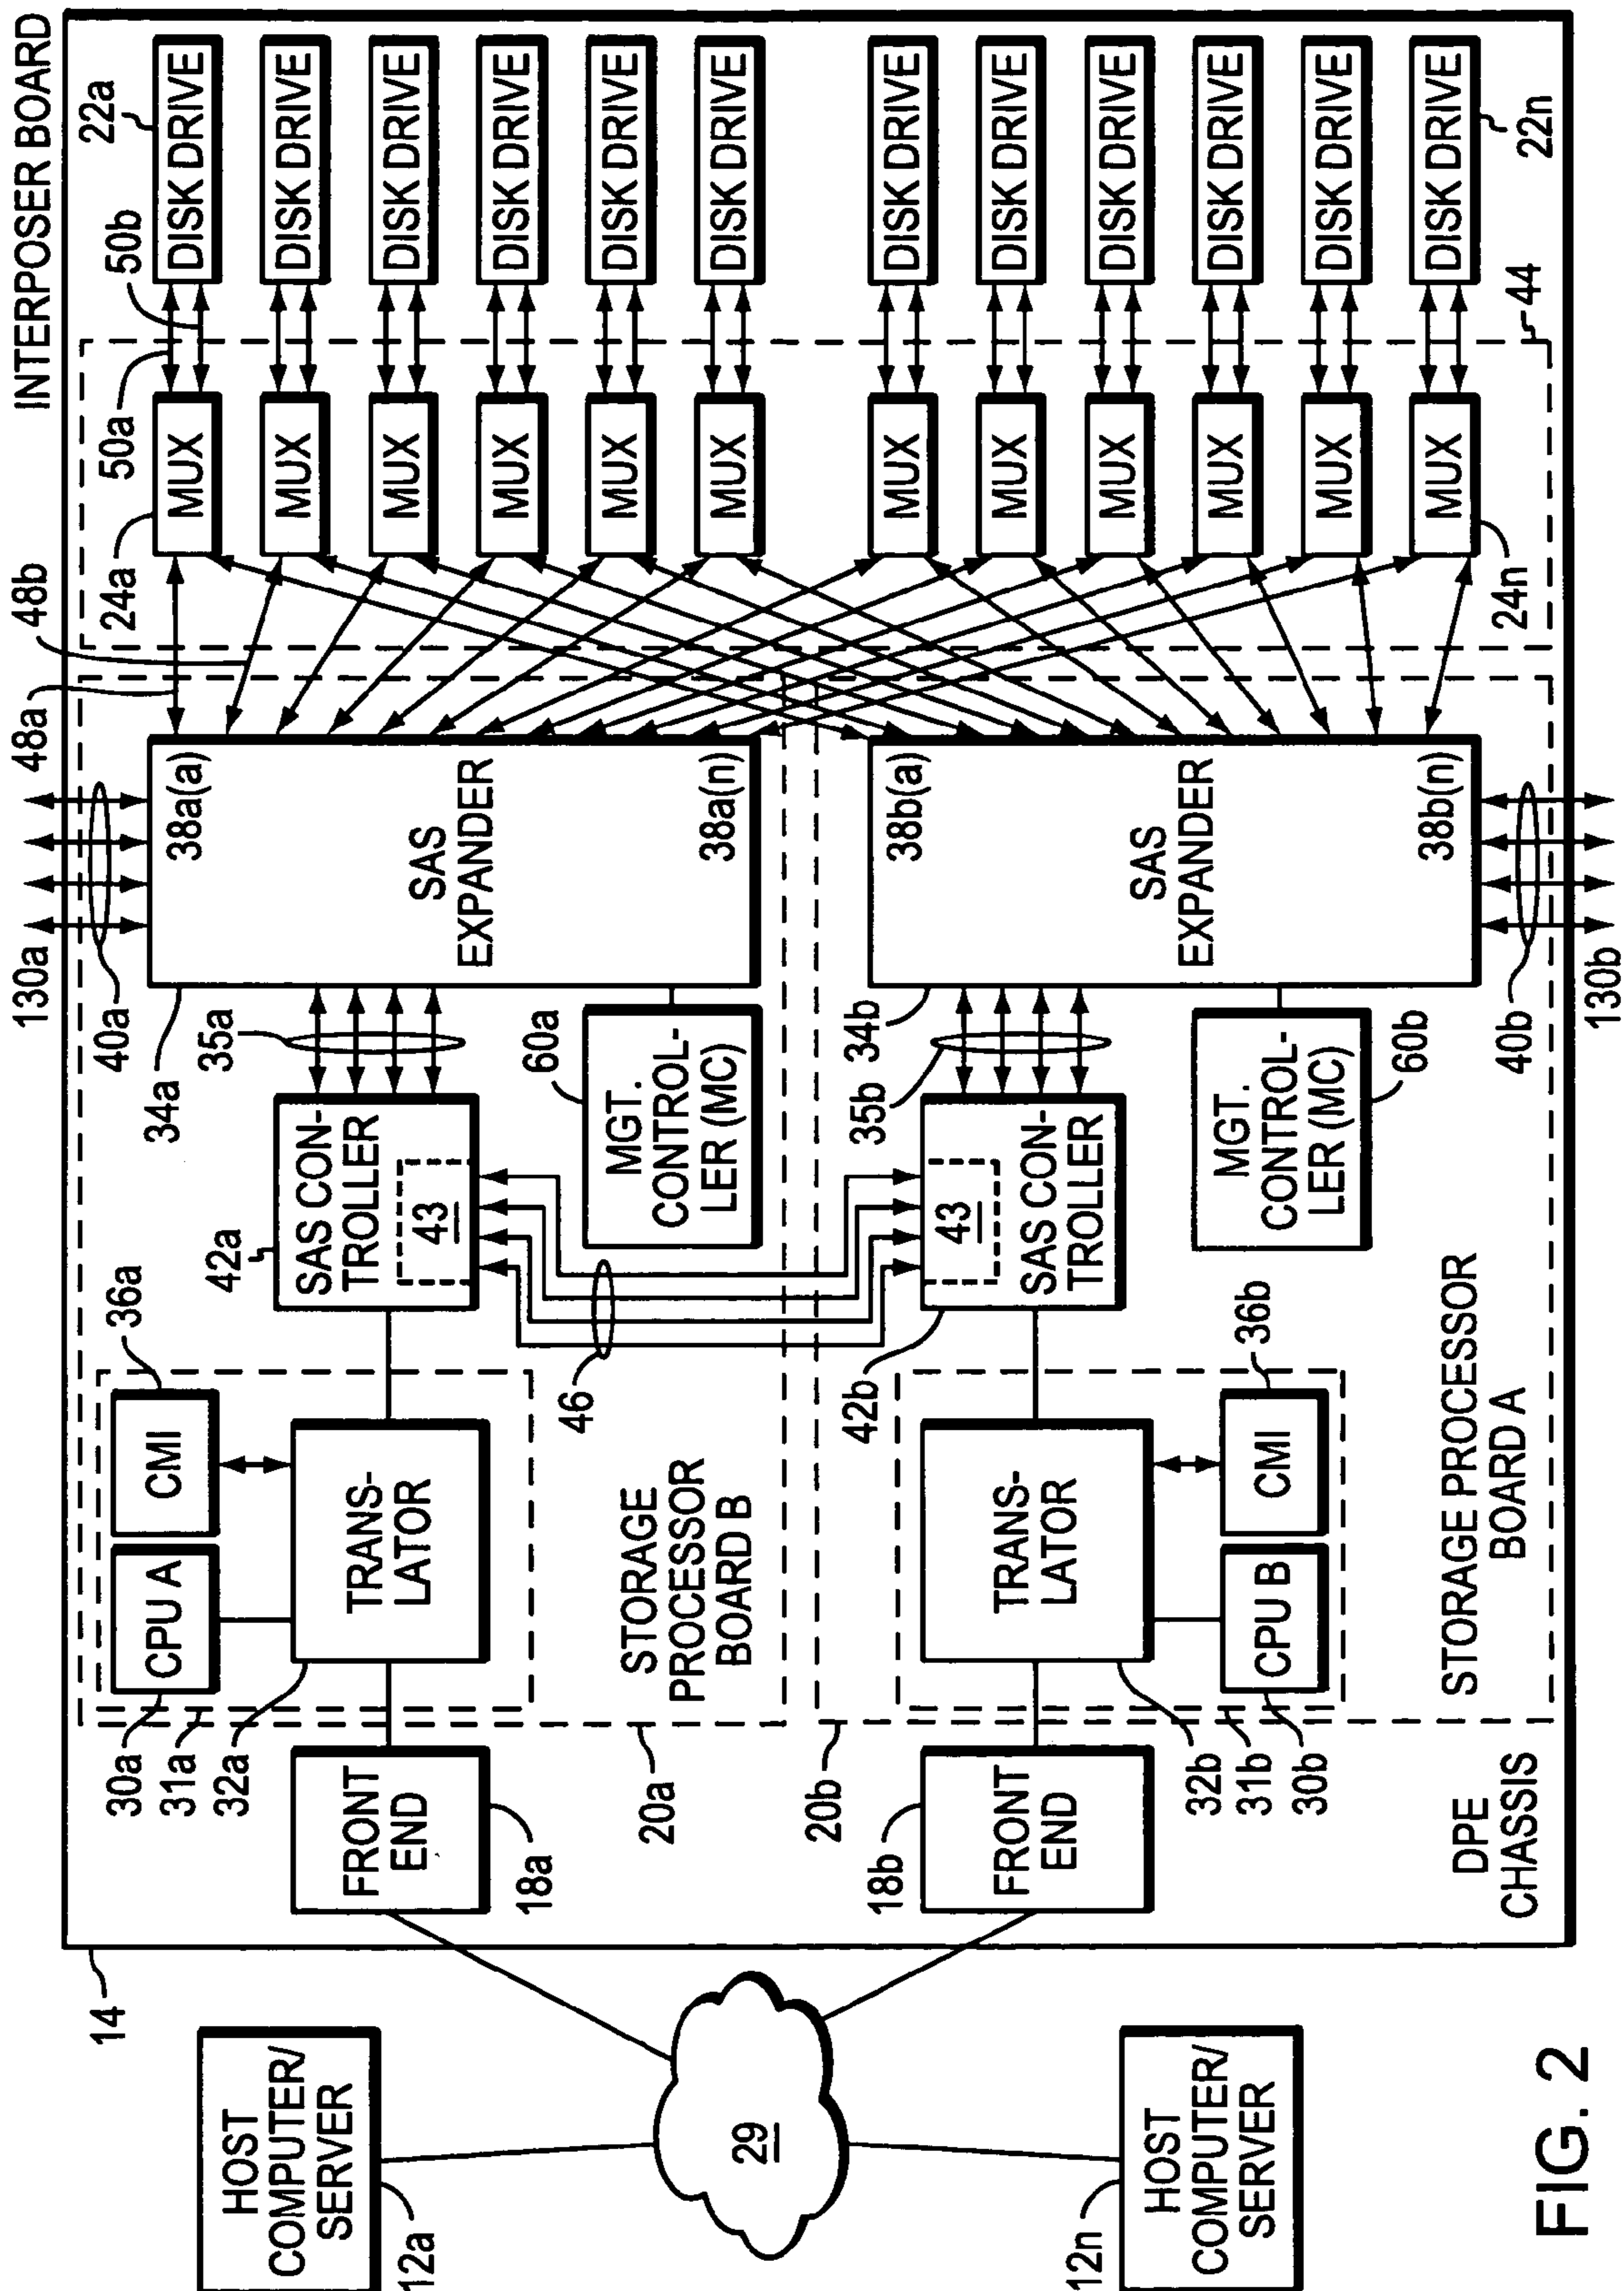 INTERPOSER BOARD
14
HOST
COMPUTER/
SERVER
12a
HOST
COMPUTER/
SERVER
12n
29
FRONT
END
18a
FRONT
END
18b
DPE
CHASSIS
30a
31a
32a
CPU A
CMI
36a
TRANS-
LATOR
STORAGE
PROCESSOR
BOARD B
20a
20b
TRANS-
LATOR
CPU B
CMI
36b
32b
31b
30b
STORAGE PROCESSOR
BOARD A
42a
SAS CON-
TROLLER
43
46
42b
43
SAS CON-
TROLLER
35a
35b
60a
MGT.
CONTROL-
LER (MC)
60b
MGT.
CONTROL-
LER (MC)
130a
40a
34a
SAS
EXPANDER
38a(a)
38a(n)
34b
SAS
EXPANDER
38b(a)
38b(n)
40b
130b
48a
48b
24a
50a
50b
22a
MUX
DISK DRIVE
MUX
DISK DRIVE
MUX
DISK DRIVE
MUX
DISK DRIVE
MUX
DISK DRIVE
MUX
DISK DRIVE
MUX
DISK DRIVE
MUX
DISK DRIVE
MUX
DISK DRIVE
MUX
DISK DRIVE
MUX
DISK DRIVE
MUX
DISK DRIVE
24n
44
22n
FIG. 2